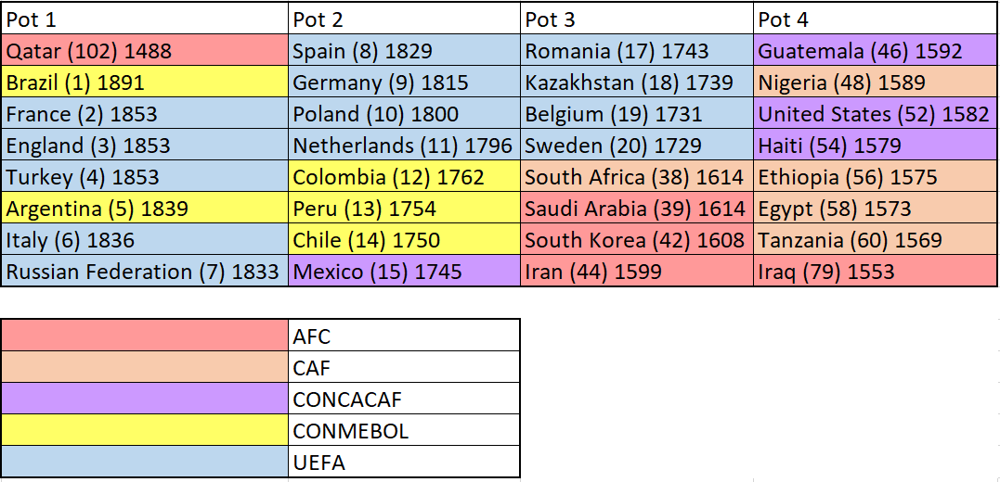 Pot 1 Pot 2 Pot 3 Pot 4
Qatar (102) 1488 Spain (8) 1829 Romania (17) 1743 Guatemala (46) 1592
Brazil (1) 1891 Germany (9) 1815 Kazakhstan (18) 1739 Nigeria (48) 1589
France (2) 1853 Poland (10) 1800 Belgium (19) 1731 United States (52) 1582
England (3) 1853 Netherlands (11) 1796 Sweden (20) 1729 Haiti (54) 1579
Turkey (4) 1853 Colombia (12) 1762 South Africa (38) 1614 Ethiopia (56) 1575
Argentina (5) 1839 Peru (13) 1754 Saudi Arabia (39) 1614 Egypt (58) 1573
Italy (6) 1836 Chile (14) 1750 South Korea (42) 1608 Tanzania (60) 1569
Russian Federation (7) 1833 Mexico (15) 1745 Iran (44) 1599 Iraq (79) 1553
AFC
CAF
CONCACAF
CONMEBOL
UEFA